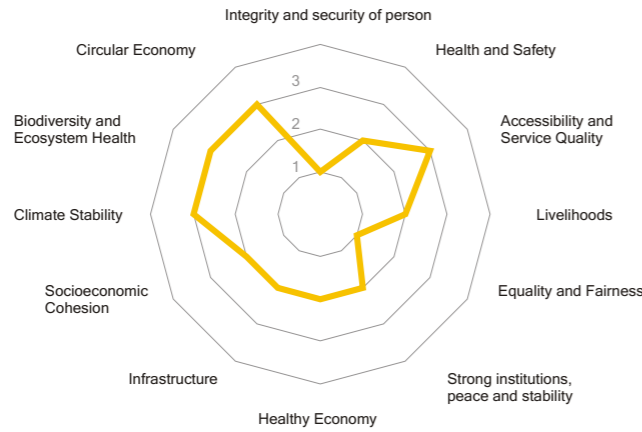 Integrity and security of person
Circular Economy
Health and Safety
3
Biodiversity and
Ecosystem Health
Accessibility and
Service Quality
2
1
Climate Stability
Livelihoods
Socioeconomic
Cohesion
Equality and Fairness
Infrastructure
Strong institutions,
peace and stability
Healthy Economy